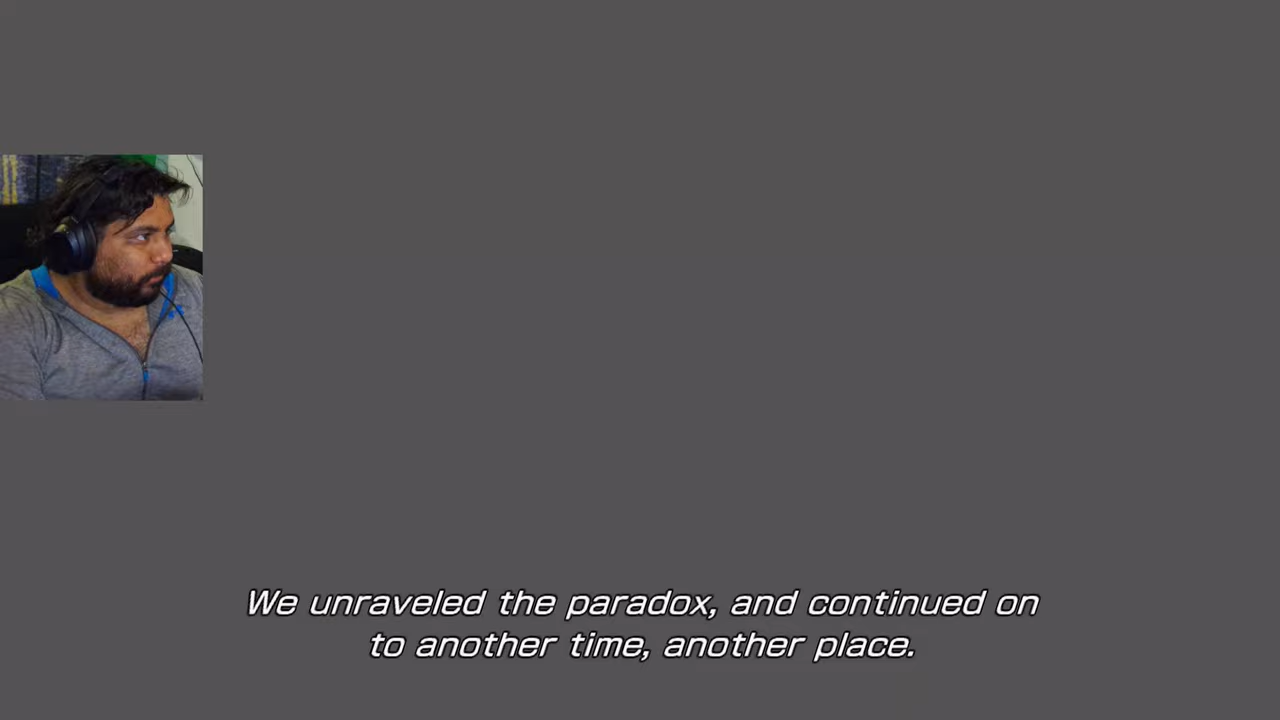 We unraveled the paradox, and continued on
to another time, another place.